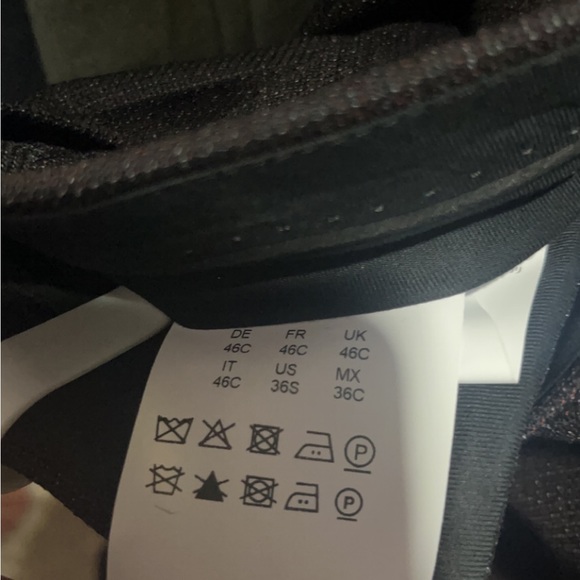 DE FR UK
46C 46C 46C
IT US MX
46C 36S 36C
P
P